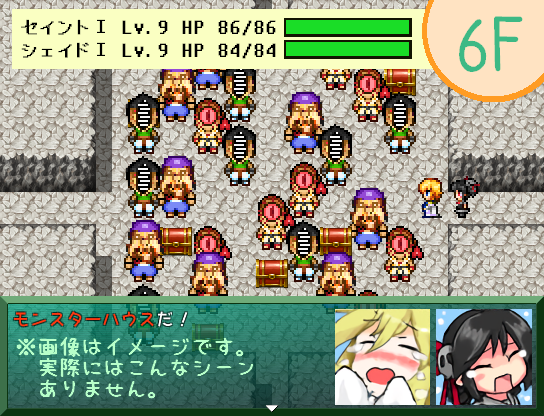 セイントⅠ Lv.9 HP 86/86
シェイドⅠ Lv.9 HP 84/84
6F
モンスターハウスだ！
※画像はイメージです。
実際にはこんなシーン
ありません。